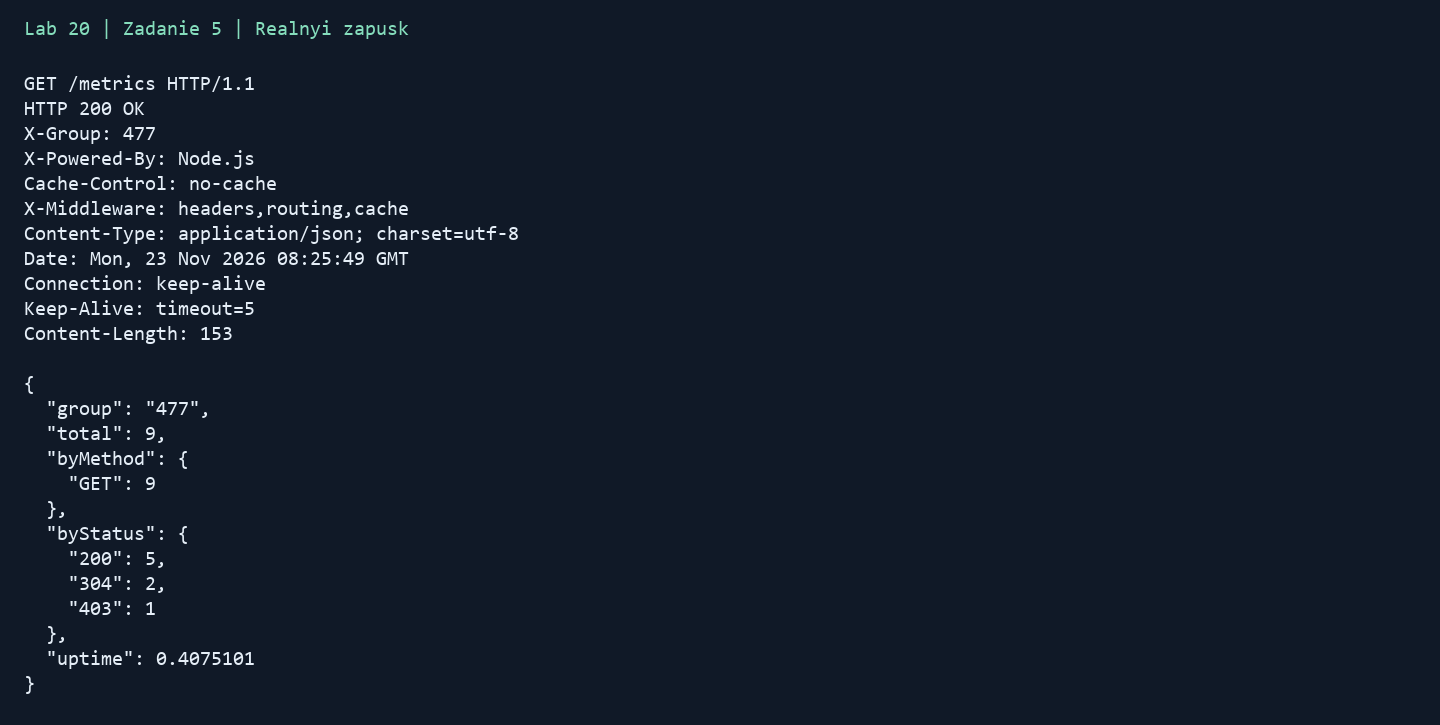 Lab 20 | Zadanie 5 | Realnyi zapusk
GET /metrics HTTP/1.1
HTTP 200 OK
X-Group: 477
X-Powered-By: Node.js
Cache-Control: no-cache
X-Middleware: headers,routing,cache
Content-Type: application/json; charset=utf-8
Date: Mon, 23 Nov 2026 08:25:49 GMT
Connection: keep-alive
Keep-Alive: timeout=5
Content-Length: 153
{
  "group": "477",
  "total": 9,
  "byMethod": {
    "GET": 9
  },
  "byStatus": {
    "200": 5,
    "304": 2,
    "403": 1
  },
  "uptime": 0.4075101
}